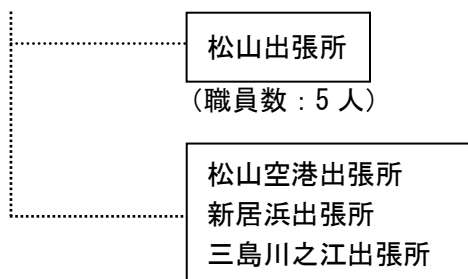 松山出張所
（職員数：5 人）
松山空港出張所
新居浜出張所
三島川之江出張所